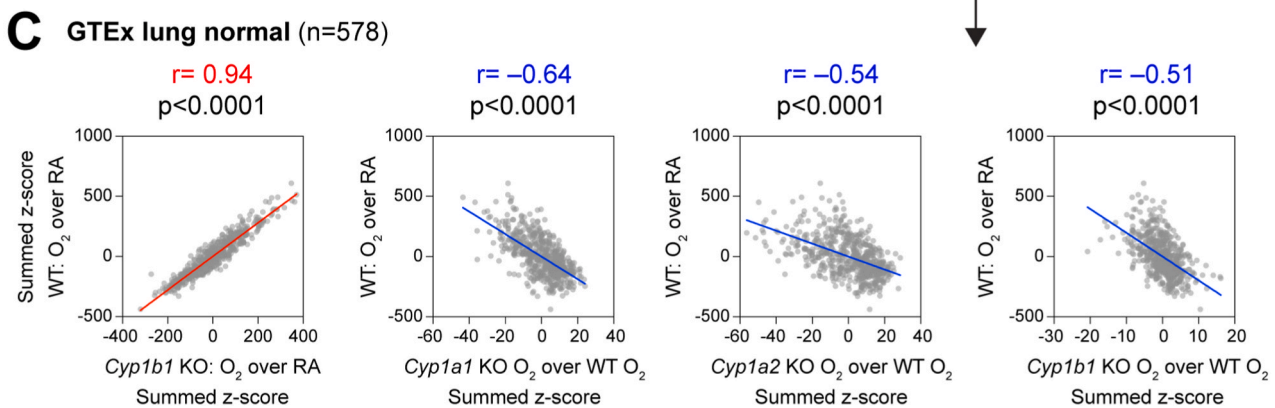 C GTEx lung normal (n=578)
r= 0.94
p<0.0001
Summed z-score
WT: O₂ over RA
1000
500
0
-500
-400 -200 0 200 400
Cyp1b1 KO: O₂ over RA
Summed z-score
r= –0.64
p<0.0001
WT: O₂ over RA
1000
500
0
-500
-60 -40 -20 0 20 40
Cyp1a1 KO O₂ over WT O₂
Summed z-score
r= –0.54
p<0.0001
WT: O₂ over RA
1000
500
0
-500
-60 -40 -20 0 20 40
Cyp1a2 KO O₂ over WT O₂
Summed z-score
r= –0.51
p<0.0001
WT: O₂ over RA
1000
500
0
-500
-30 -20 -10 0 10 20
Cyp1b1 KO O₂ over WT O₂
Summed z-score